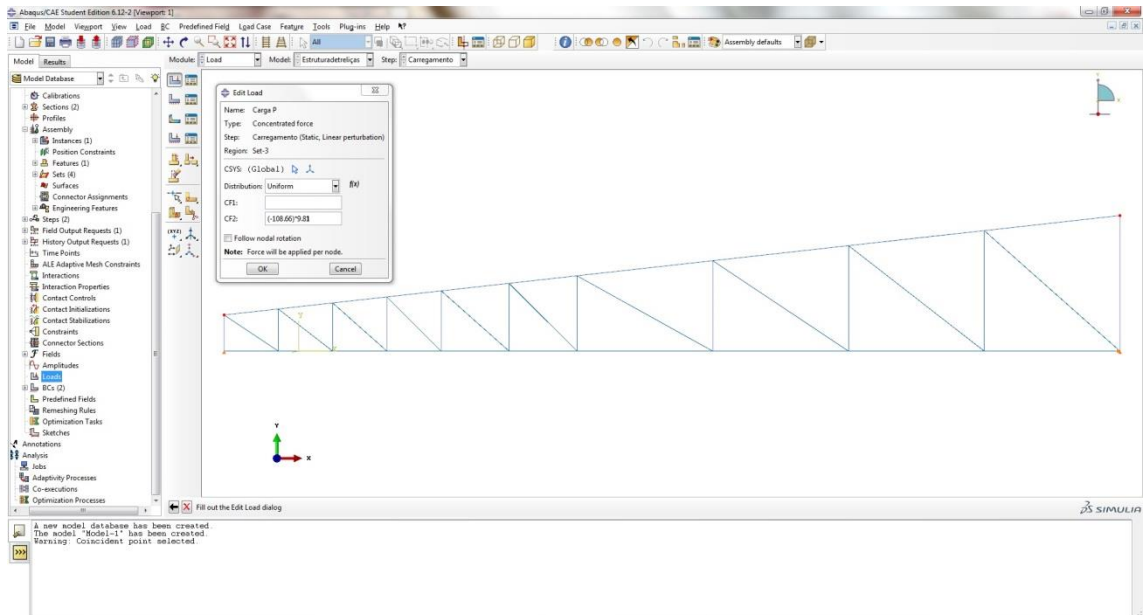 Abaqus/CAE Student Edition 6.12-2 [Viewport: 1]
File Model Viewport View Load BC Predefined Field Load Case Feature Tools Plug-ins Help
All
Assembly defaults
Model Results
Module: Load Model: Estruturadetreliças Step: Carregamento
Model Database
Calibrations
Sections (2)
Profiles
Assembly
Instances (1)
Position Constraints
Features (1)
Sets (4)
Surfaces
Connector Assignments
Engineering Features
Steps (2)
Field Output Requests (1)
History Output Requests (1)
Time Points
ALE Adaptive Mesh Constraints
Interactions
Interaction Properties
Contact Controls
Contact Initializations
Contact Stabilizations
Constraints
Connector Sections
Fields
Amplitudes
Loads
BCs (2)
Predefined Fields
Remeshing Rules
Optimization Tasks
Sketches
Annotations
Analysis
Jobs
Adaptivity Processes
Co-executions
Optimization Processes
Edit Load
Name: Carga P
Type: Concentrated force
Step: Carregamento (Static, Linear perturbation)
Region: Set-3
CSYS: (Global)
Distribution: Uniform f(x)
CF1:
CF2: (-108.66)*9.81
Follow nodal rotation
Note: Force will be applied per node.
OK Cancel
Y
Y
X
Fill out the Edit Load dialog
SIMULIA
A new model database has been created.
The model "Model-1" has been created.
Warning: Coincident point selected.